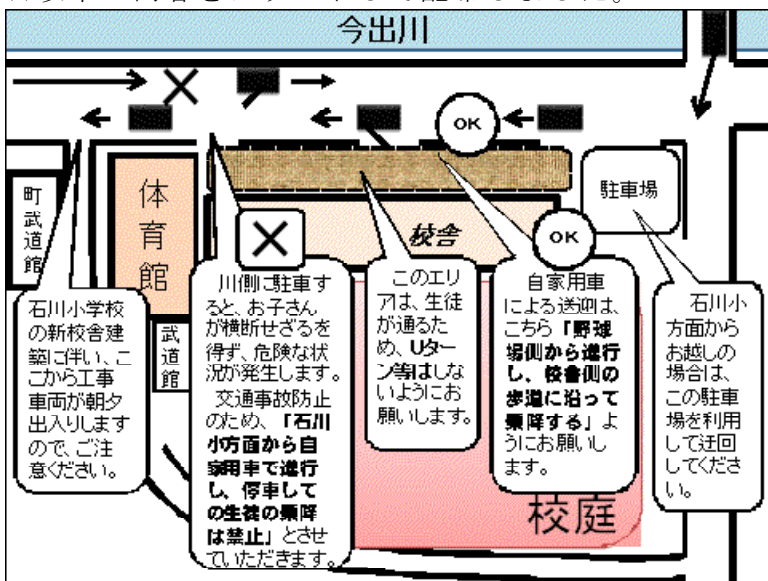 今出川
OK
駐車場
町武道館
体育館
校舎
OK
武道館
校庭
石川小学校
の新校舎建
築に伴い、こ
こから工事
車両が朝夕
出入りします
ので、ご注
意ください。
川側に駐車す
ると、お子さん
が横断せざるを
得ず、危険な状
況が発生します。
交通事故防止
のため、「石川
小方面から自
家用車で進行
し、停車して
の生徒の乗降
は禁止」とさせ
ていただきます。
このエリ
アは、生徒
が通るた
め、Uター
ン等はしな
いようにお
願いします。
自家用車
による送迎は、
こちら「野球
場側から進行
し、校舎側の
歩道に沿って
乗降する」よ
うにお願いし
ます。
石川小
方面から
お越しの
場合は、
この駐車
場を利用
して迂回
してくださ
い。